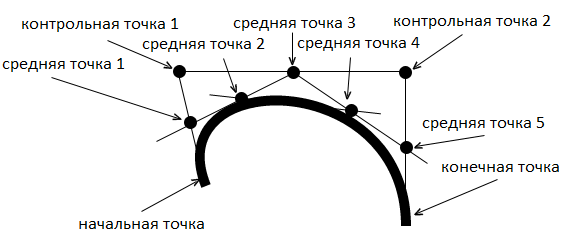 контрольная точка 1
средняя точка 3
контрольная точка 2
средняя точка 2
средняя точка 4
средняя точка 1
средняя точка 5
конечная точка
начальная точка